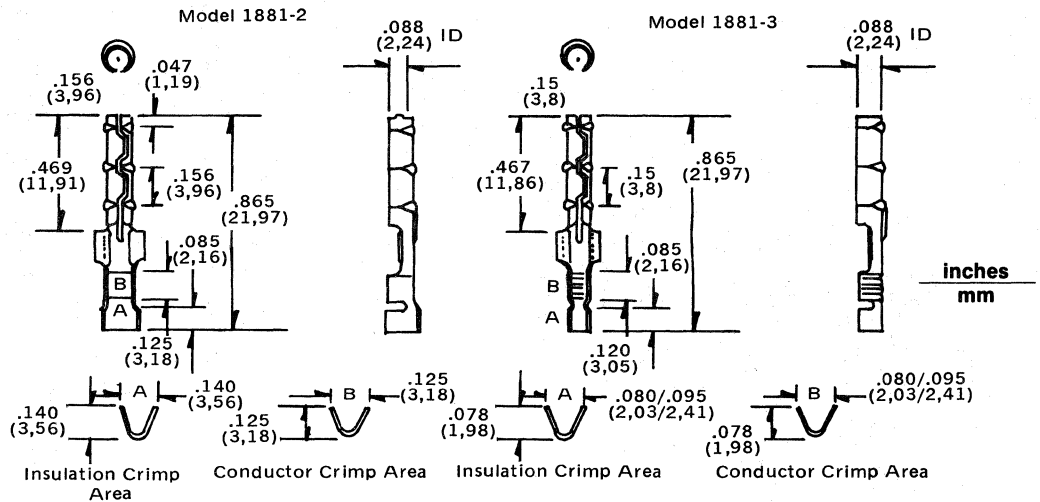 Model 1881-2
.156
(3,96)
.047
(1,19)
.088
(2,24) ID
.469
(11,91)
.156
(3,96)
.865
(21,97)
.085
(2,16)
B
A
.125
(3,18)
A
.140
(3,56)
.140
(3,56)
Insulation Crimp
Area
B
.125
(3,18)
.125
(3,18)
Conductor Crimp Area
Model 1881-3
.15
(3,8)
.088
(2,24) ID
.467
(11,86)
.15
(3,8)
.865
(21,97)
.085
(2,16)
B
A
.120
(3,05)
inches
mm
A
.080/.095
(2,03/2,41)
.078
(1,98)
Insulation Crimp
Area
B
.080/.095
(2,03/2,41)
.078
(1,98)
Conductor Crimp Area